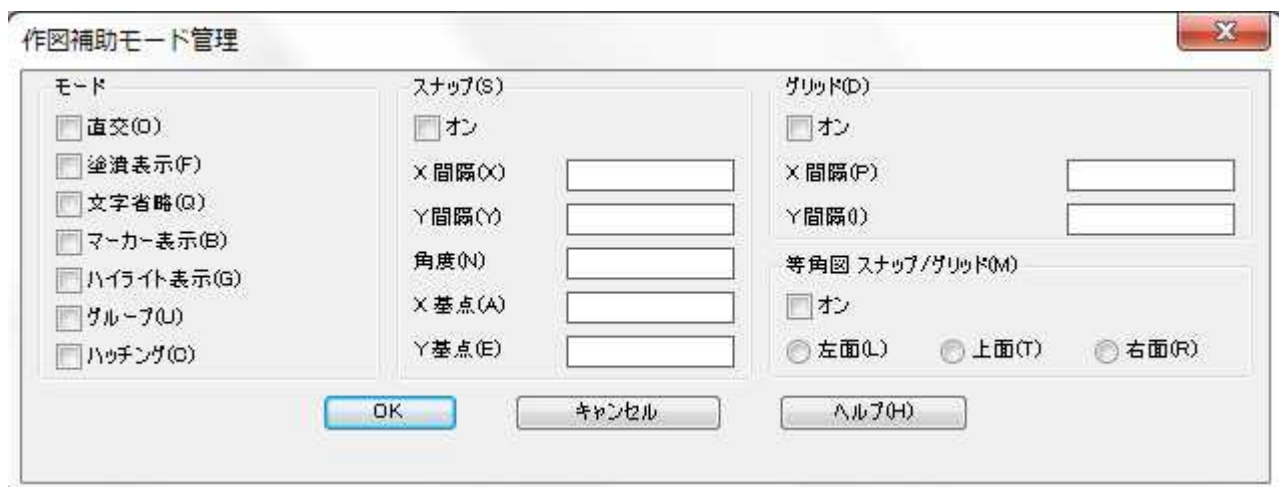 作図補助モード管理
モード
直交(O)
塗潰表示(F)
文字省略(Q)
マーカー表示(B)
ハイライト表示(G)
グループ(U)
ハッチング(C)
スナップ(S)
オン
X 間隔(X)
Y間隔(Y)
角度(N)
X 基点(A)
Y基点(E)
グリッド(D)
オン
X 間隔(P)
Y間隔(I)
等角図 スナップ/グリッド(M)
オン
左面(L) 上面(T) 右面(R)
OK キャンセル ヘルプ(H)